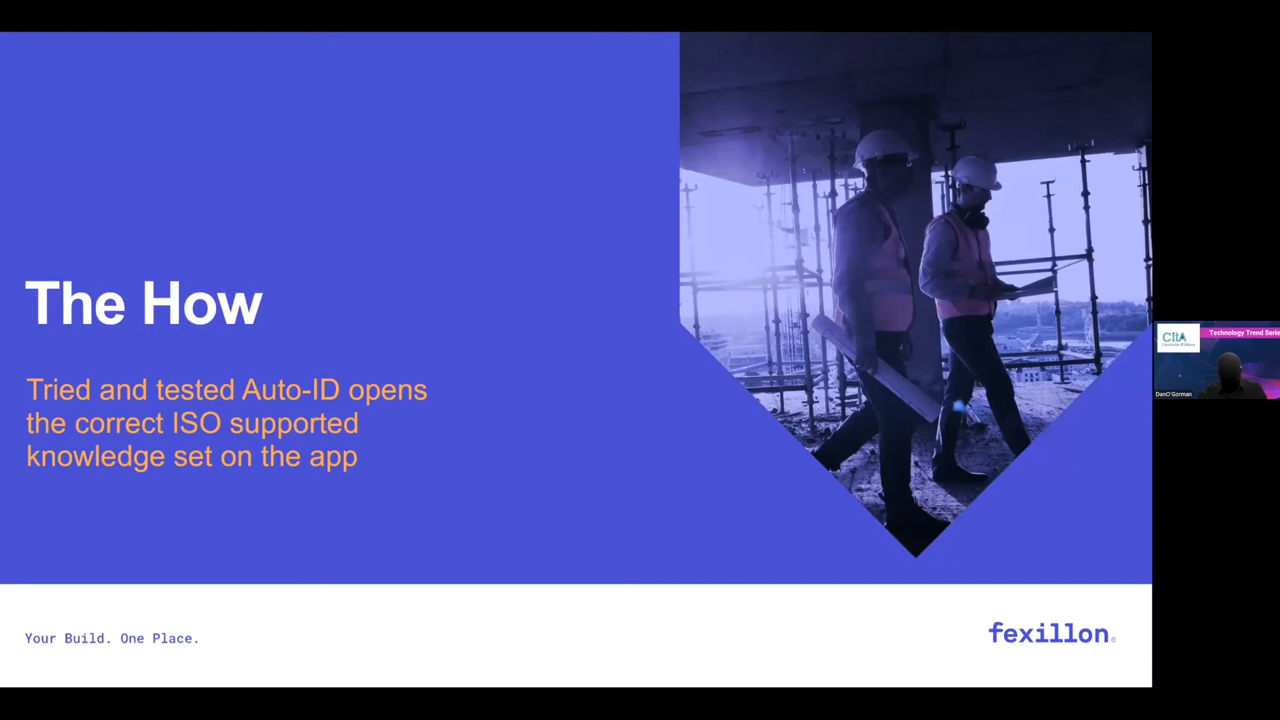 The How
Tried and tested Auto-ID opens
the correct ISO supported
knowledge set on the app
Your Build. One Place.
fexillon
CitA
Technology Trend Serie
DanO'Gorman